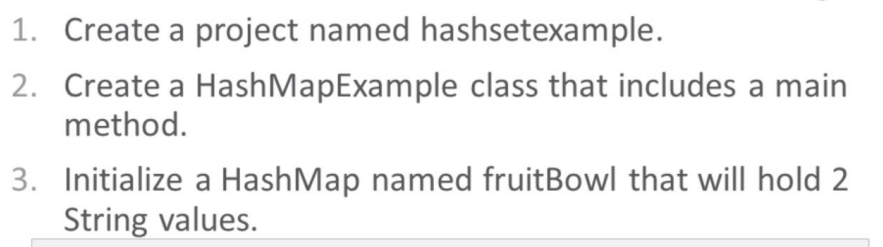 1. Create a project named hashsetexample.
2. Create a HashMapExample class that includes a main
method.
3. Initialize a HashMap named fruitBowl that will hold 2
String values.